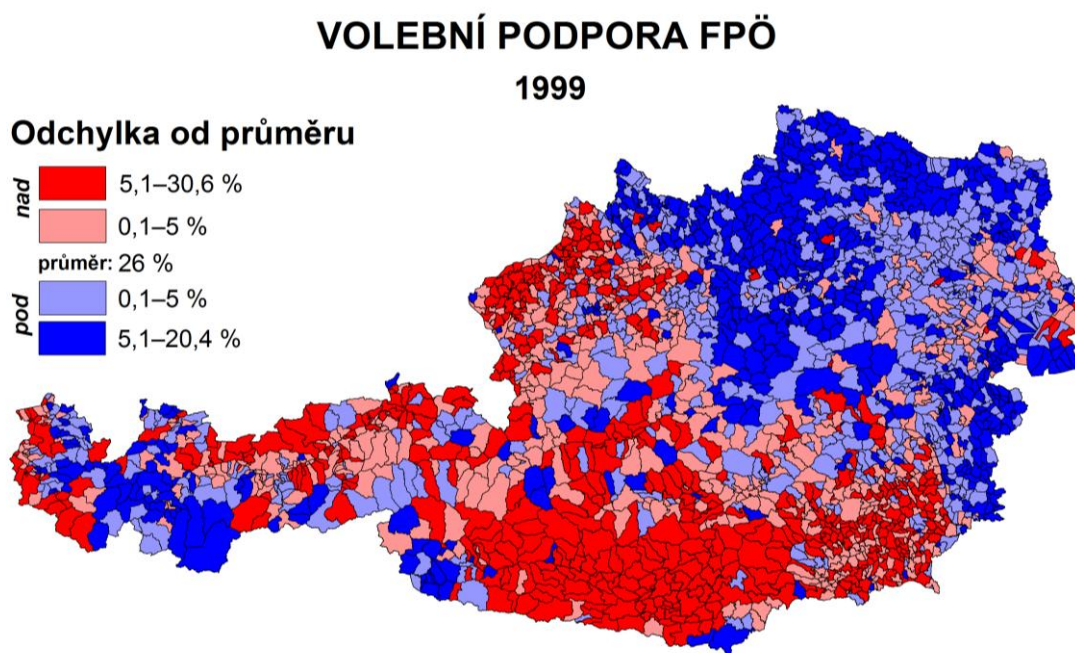 VOLEBNÍ PODPORA FPÖ
1999
Odchylka od průměru
nad
5,1–30,6 %
0,1–5 %
průměr: 26 %
pod
0,1–5 %
5,1–20,4 %